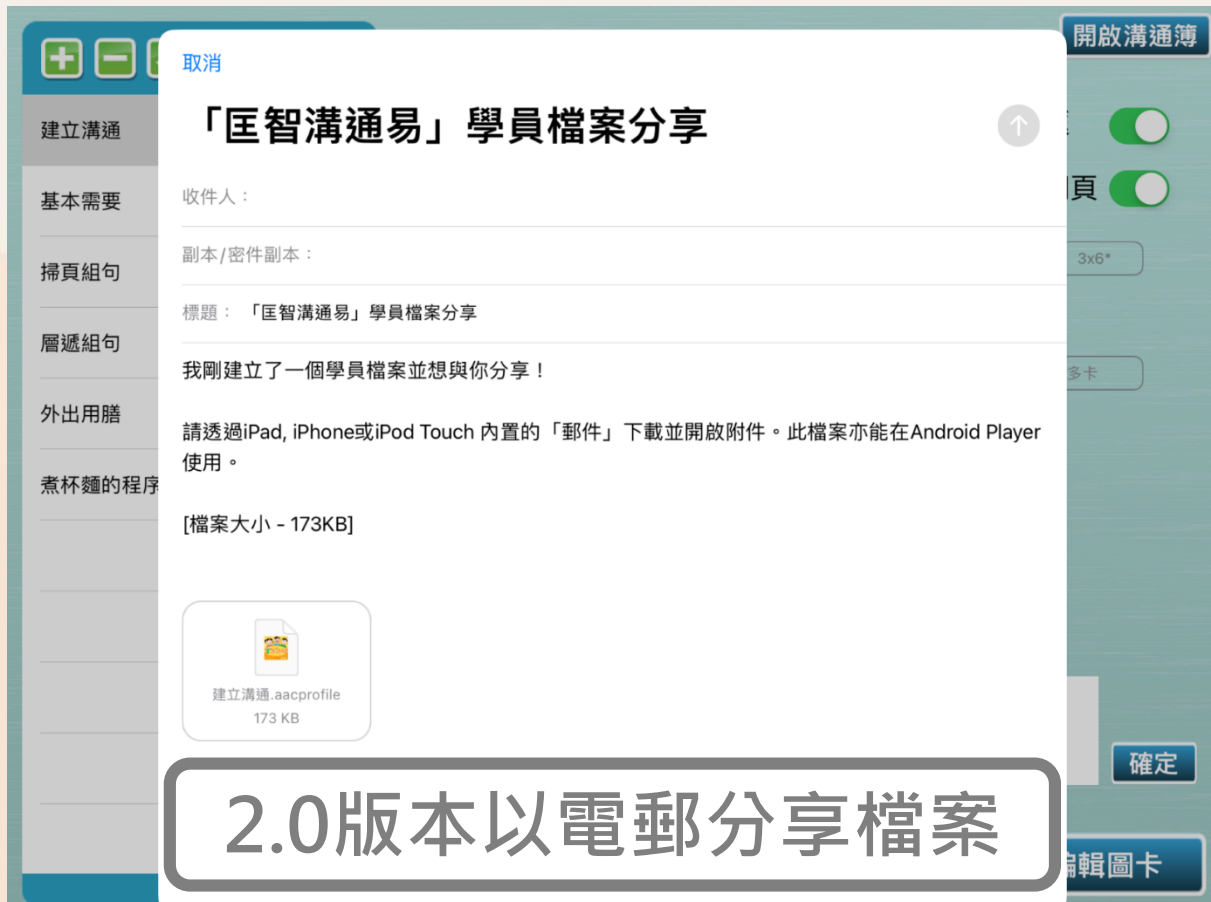 開啟溝通簿
取消
「匡智溝通易」學員檔案分享
建立溝通
基本需要
掃頁組句
層遞組句
外出用膳
煮杯麵的程序
收件人：
副本/密件副本：
標題：「匡智溝通易」學員檔案分享
我剛建立了一個學員檔案並想與你分享！
請透過iPad, iPhone或iPod Touch 內置的「郵件」下載並開啟附件。此檔案亦能在Android Player
使用。
[檔案大小 - 173KB]
建立溝通.aacprofile
173 KB
頁
3x6*
多卡
確定
輯圖卡
2.0版本以電郵分享檔案